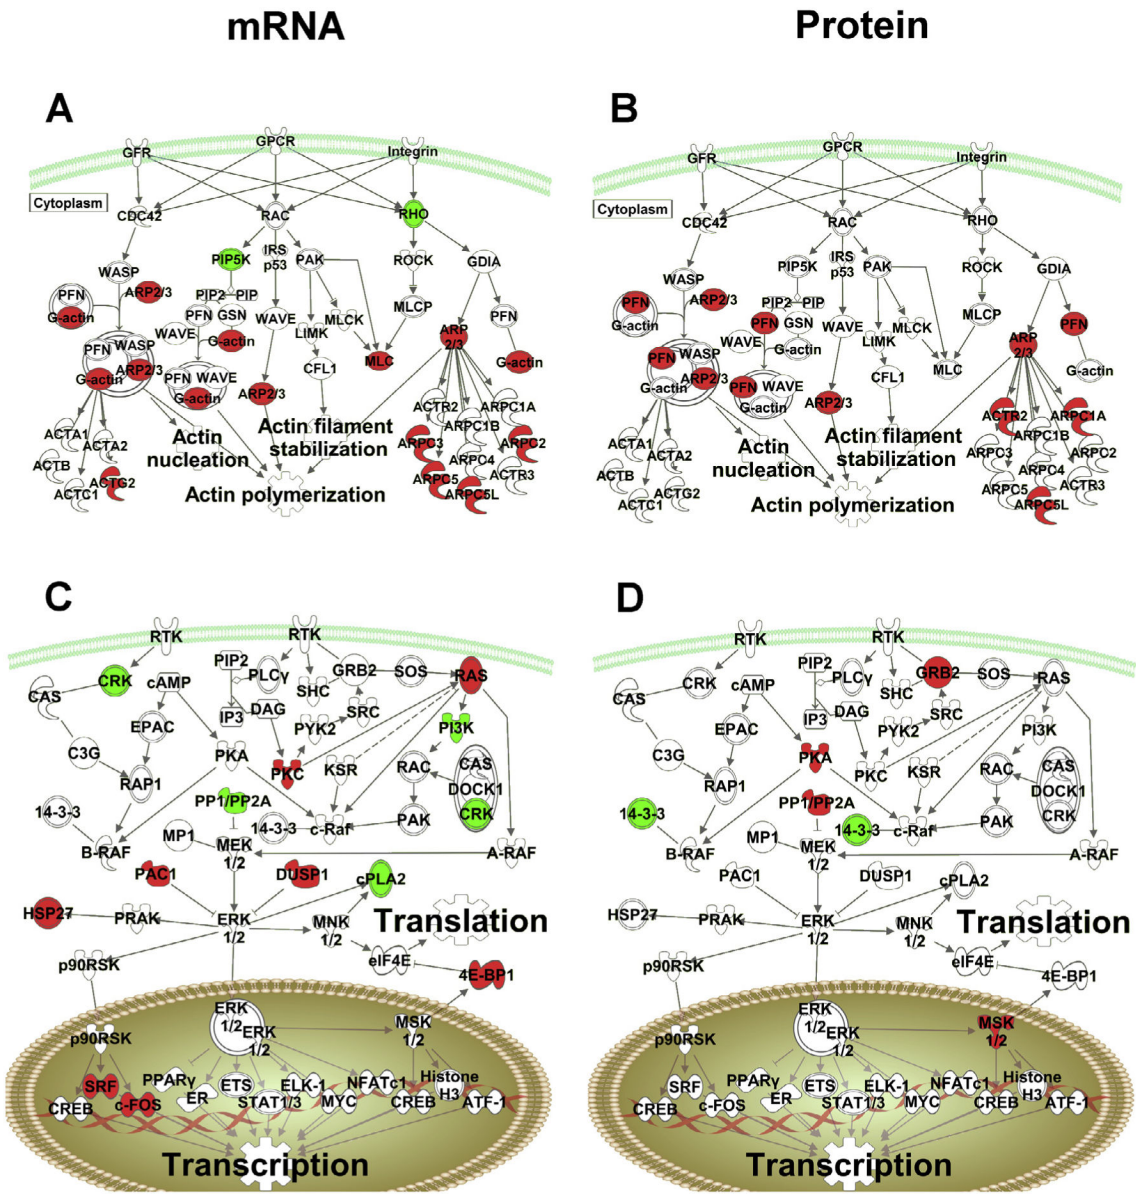 mRNA
Protein
A
GFR
GPCR
Integrin
Cytoplasm
CDC42
RAC
RHO
PIP5K
IRS
p53
PAK
ROCK
GDIA
WASP
PFN
ARP2/3
G-actin
PIP2
PIP
PFN
GSN
WAVE
WAVE
G-actin
LIMK
MLCK
MLCP
MLC
ARP
2/3
PFN
G-actin
PFN
WASP
ARP2/3
G-actin
PFN
WAVE
G-actin
ARP2/3
CFL1
ACTR2
ARPC1A
ARPC1B
ARPC3
ARPC2
ARPC4
ARPC5
ACTR3
ARPC5L
ACTA1
ACTA2
ACTB
ACTG2
ACTC1
Actin
nucleation
Actin filament
stabilization
Actin polymerization
B
GFR
GPCR
Integrin
Cytoplasm
CDC42
RAC
RHO
PIP5K
IRS
p53
PAK
ROCK
GDIA
WASP
PFN
ARP2/3
G-actin
PIP2
PIP
PFN
GSN
WAVE
WAVE
G-actin
LIMK
MLCK
MLCP
MLC
ARP
2/3
PFN
G-actin
PFN
WASP
ARP2/3
G-actin
PFN
WAVE
G-actin
ARP2/3
CFL1
ACTR2
ARPC1A
ARPC1B
ARPC3
ARPC2
ARPC4
ARPC5
ACTR3
ARPC5L
ACTA1
ACTA2
ACTB
ACTG2
ACTC1
Actin
nucleation
Actin filament
stabilization
Actin polymerization
C
RTK
RTK
CRK
CAS
cAMP
PIP2
PLCγ
GRB2
SOS
RAS
SHC
EPAC
IP3
DAG
PYK2
SRC
PI3K
C3G
PKA
PKC
KSR
RAC
CAS
DOCK1
CRK
RAP1
PP1/PP2A
14-3-3
14-3-3
c-Raf
PAK
B-RAF
MP1
MEK
1/2
A-RAF
PAC1
DUSP1
cPLA2
HSP27
PRAK
ERK
1/2
MNK
1/2
Translation
p90RSK
eIF4E
4E-BP1
ERK
1/2
ERK
1/2
MSK
1/2
p90RSK
SRF
CREB
c-FOS
PPARγ
ER
ETS
STAT1/3
ELK-1
MYC
NFATc1
CREB
Histone
H3
ATF-1
Transcription
D
RTK
RTK
CRK
CAS
cAMP
PIP2
PLCγ
GRB2
SOS
RAS
SHC
EPAC
IP3
DAG
PYK2
SRC
PI3K
C3G
PKA
PKC
KSR
RAC
CAS
DOCK1
CRK
RAP1
PP1/PP2A
14-3-3
14-3-3
c-Raf
PAK
B-RAF
MP1
MEK
1/2
A-RAF
PAC1
DUSP1
cPLA2
HSP27
PRAK
ERK
1/2
MNK
1/2
Translation
p90RSK
eIF4E
4E-BP1
ERK
1/2
ERK
1/2
MSK
1/2
p90RSK
SRF
CREB
c-FOS
PPARγ
ER
ETS
STAT1/3
ELK-1
MYC
NFATc1
CREB
Histone
H3
ATF-1
Transcription